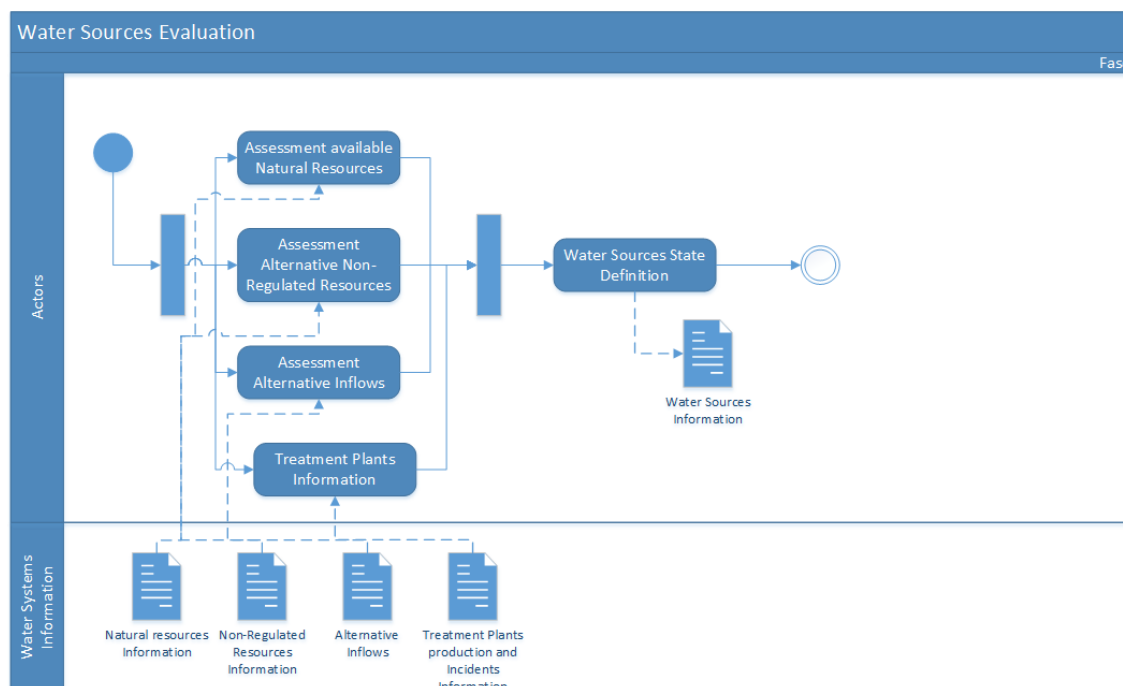 Water Sources Evaluation
Fas
Actors
Assessment available
Natural Resources
Assessment
Alternative Non-
Regulated Resources
Assessment
Alternative Inflows
Treatment Plants
Information
Water Sources State
Definition
Water Sources
Information
Water Systems
Information
Natural resources
Information
Non-Regulated
Resources
Information
Alternative
Inflows
Treatment Plants
production and
Incidents
Information